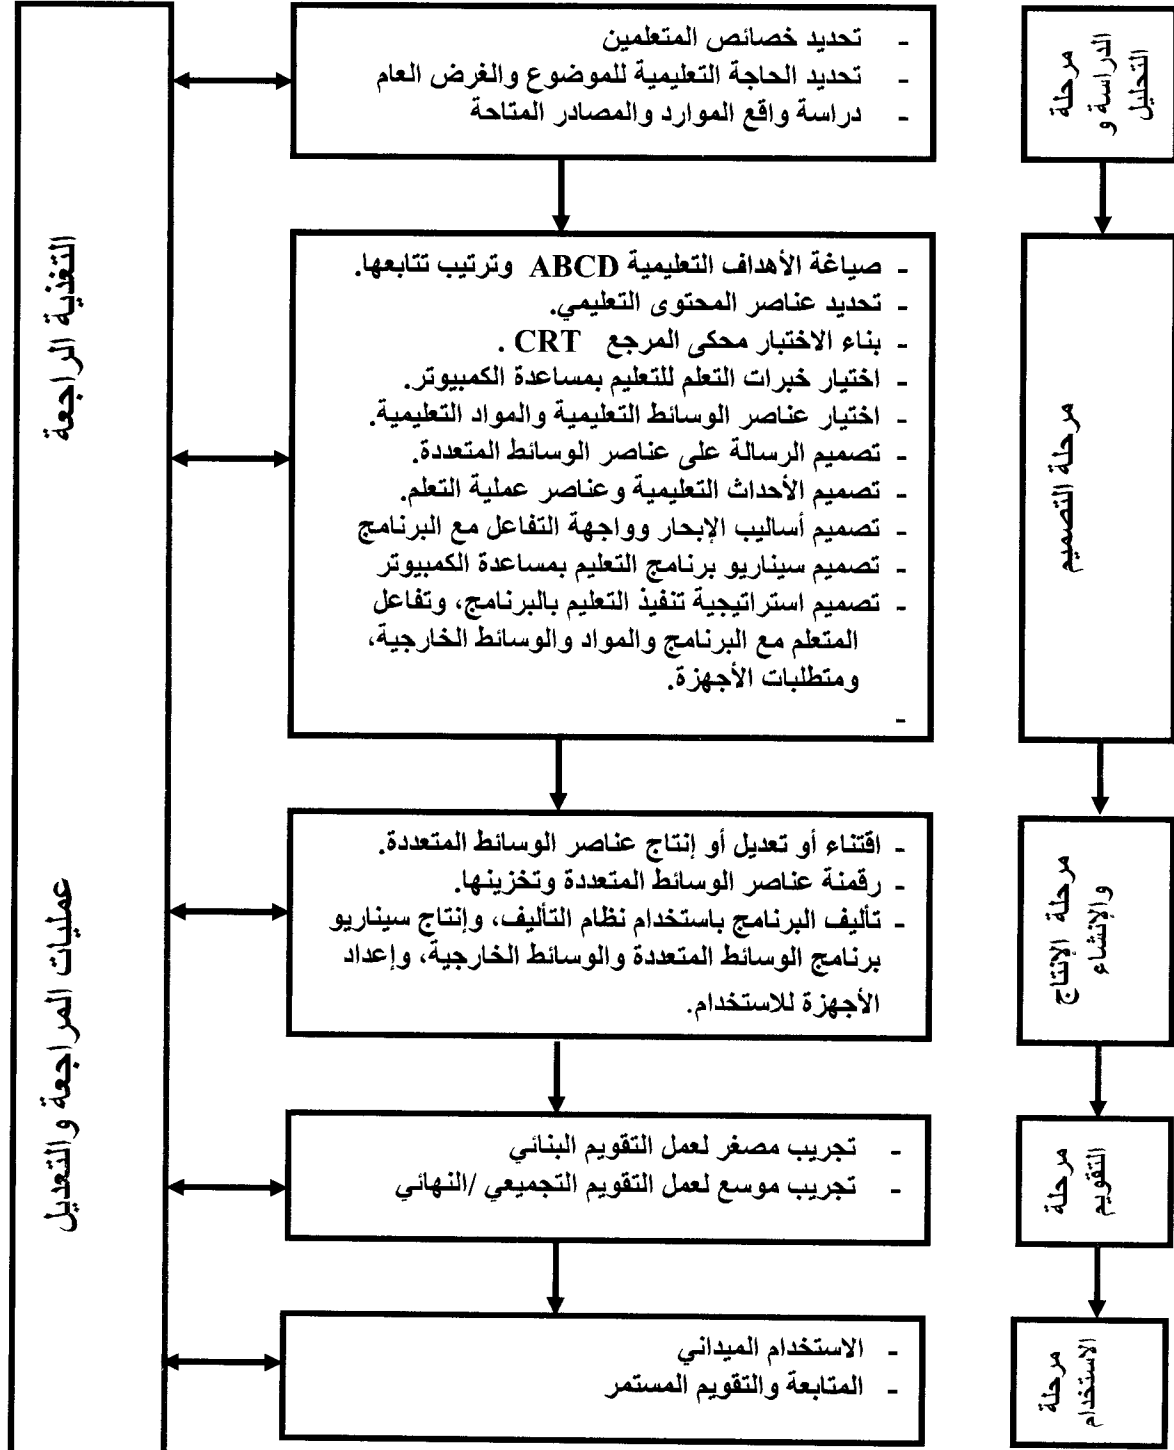 مرحلة
الدراسة و
التحليل
- تحديد خصائص المتعلمين
- تحديد الحاجة التعليمية للموضوع والغرض العام
- دراسة واقع الموارد والمصادر المتاحة
مرحلة التصميم
- صياغة الأهداف التعليمية ABCD وترتيب تتابعها.
- تحديد عناصر المحتوى التعليمي.
- بناء الاختبار محكى المرجع CRT .
- اختيار خبرات التعلم للتعليم بمساعدة الكمبيوتر.
- اختيار عناصر الوسائط التعليمية والمواد التعليمية.
- تصميم الرسالة على عناصر الوسائط المتعددة.
- تصميم الأحداث التعليمية وعناصر عملية التعلم.
- تصميم أساليب الإبحار وواجهة التفاعل مع البرنامج
- تصميم سيناريو برنامج التعليم بمساعدة الكمبيوتر
- تصميم استراتيجية تنفيذ التعليم بالبرنامج، وتفاعل
المتعلم مع البرنامج والمواد والوسائط الخارجية،
ومتطلبات الأجهزة.
-
مرحلة الإنتاج
والإنشاء
- اقتناء أو تعديل أو إنتاج عناصر الوسائط المتعددة.
- رقمنة عناصر الوسائط المتعددة وتخزينها.
- تأليف البرنامج باستخدام نظام التأليف، وإنتاج سيناريو
برنامج الوسائط المتعددة والوسائط الخارجية، وإعداد
الأجهزة للاستخدام.
مرحلة
التقويم
- تجريب مصغر لعمل التقويم البنائي
- تجريب موسع لعمل التقويم التجميعي /النهائي
مرحلة
الاستخدام
- الاستخدام الميداني
- المتابعة والتقويم المستمر
التغذية الراجعة
عمليات المراجعة والتعديل